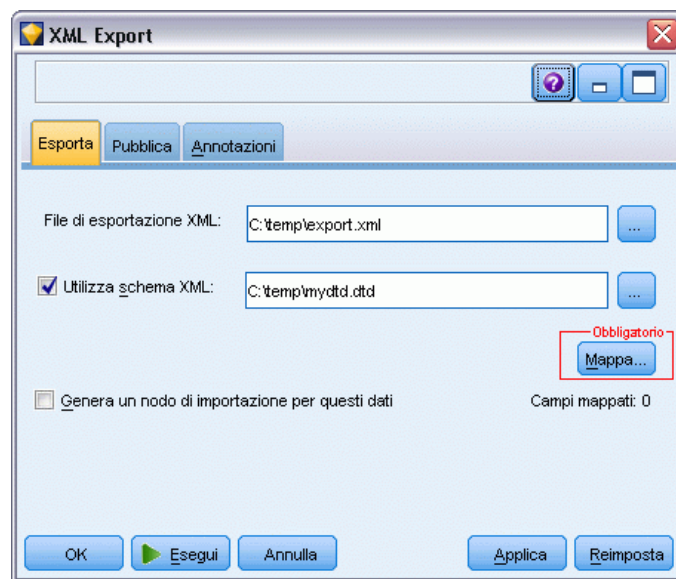 XML Export
Esporta Pubblica Annotazioni
File di esportazione XML: C:\temp\export.xml ...
Utilizza schema XML: C:\temp\mydtd.dtd ...
Obbligatorio
Mappa...
Genera un nodo di importazione per questi dati Campi mappati: 0
OK Esegui Annulla Applica Reimposta